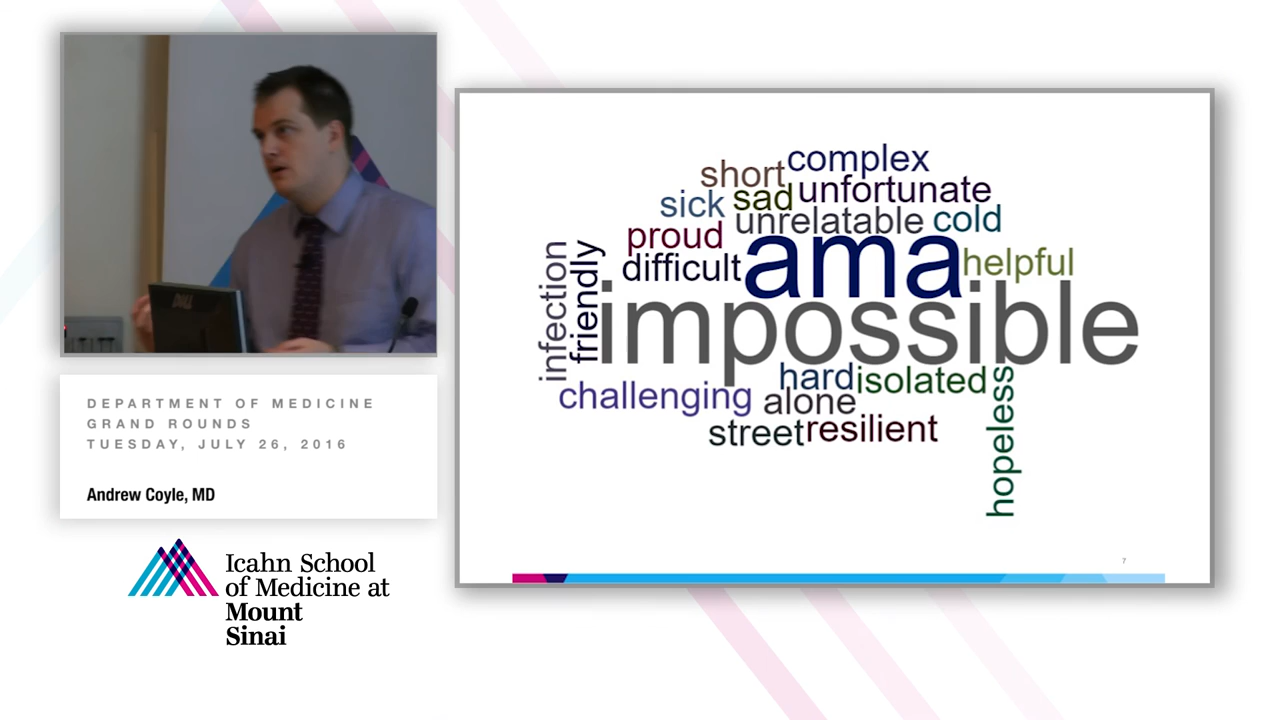 DELL
DEPARTMENT OF MEDICINE
GRAND ROUNDS
TUESDAY, JULY 26, 2016
Andrew Coyle, MD
Icahn School
of Medicine at
Mount
Sinai
complex
short
sad
unfortunate
sick
unrelatable
cold
proud
ama
difficult
helpful
infection
friendly
impossible
hard
isolated
challenging
alone
street
resilient
hopeless
7